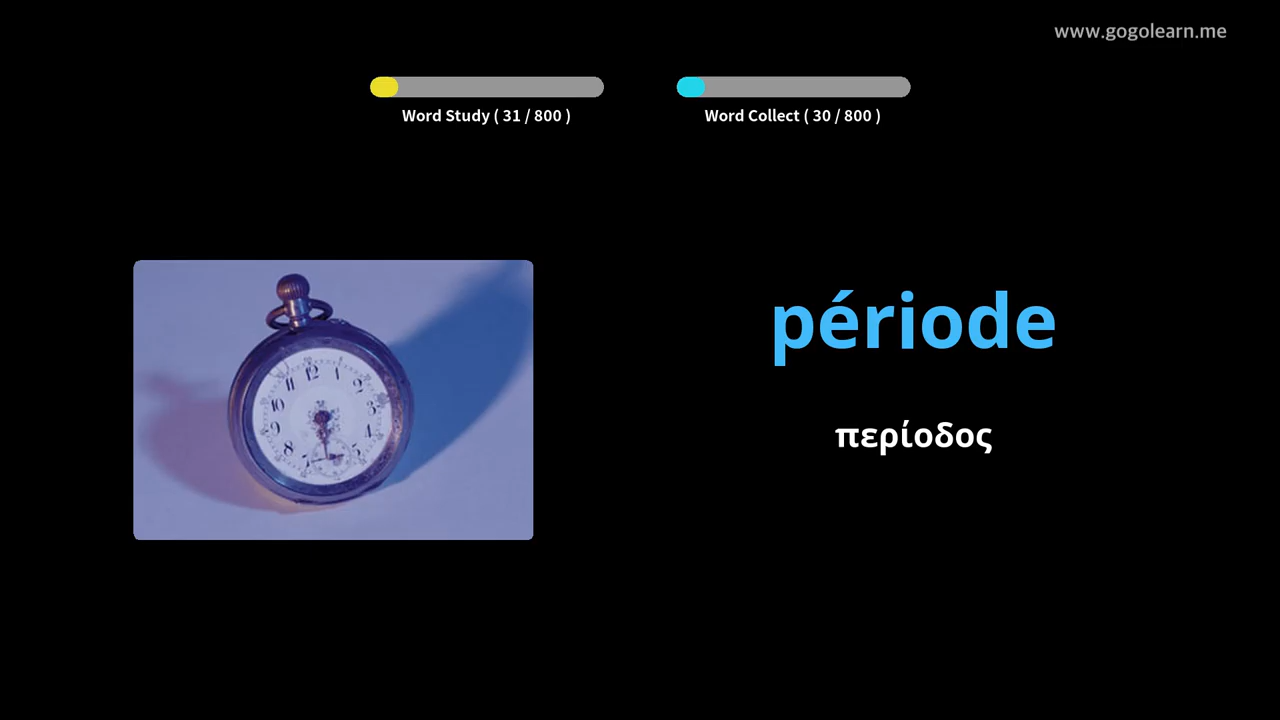 www.gogolearn.me
Word Study ( 31 / 800 )
Word Collect ( 30 / 800 )
période
περίοδος